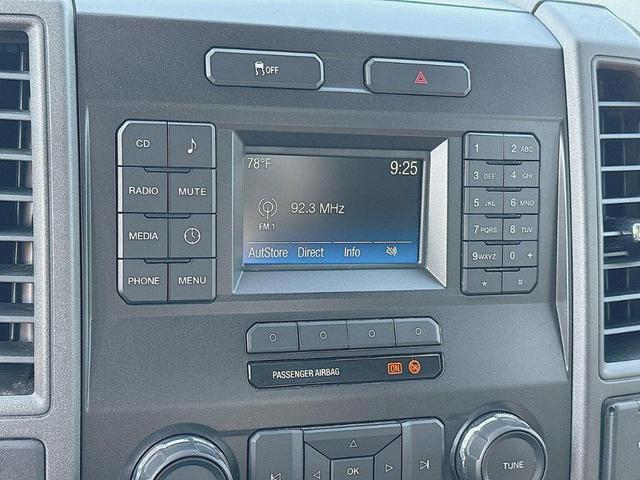 OFF
CD
RADIO MUTE
MEDIA
PHONE MENU
78°F 9:25
92.3 MHz
FM 1
AutStore Direct Info
1 2 ABC
3 DEF 4 GHI
5 JKL 6 MNO
7 PQRS 8 TUV
9 WXYZ 0 +
* #
PASSENGER AIRBAG ON
OK
TUNE